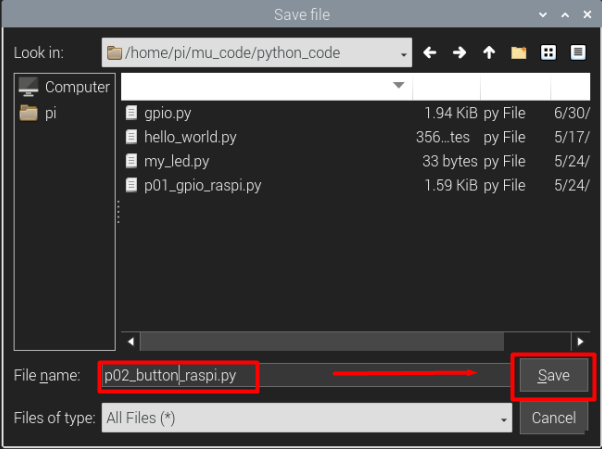 Save file
Look in: /home/pi/mu_code/python_code
Computer
pi
gpio.py 1.94 KiB py File 6/30/
hello_world.py 356...tes py File 5/17/
my_led.py 33 bytes py File 5/24/
p01_gpio_raspi.py 1.59 KiB py File 5/24/
File name: p02_button_raspi.py Save
Files of type: All Files (*) Cancel